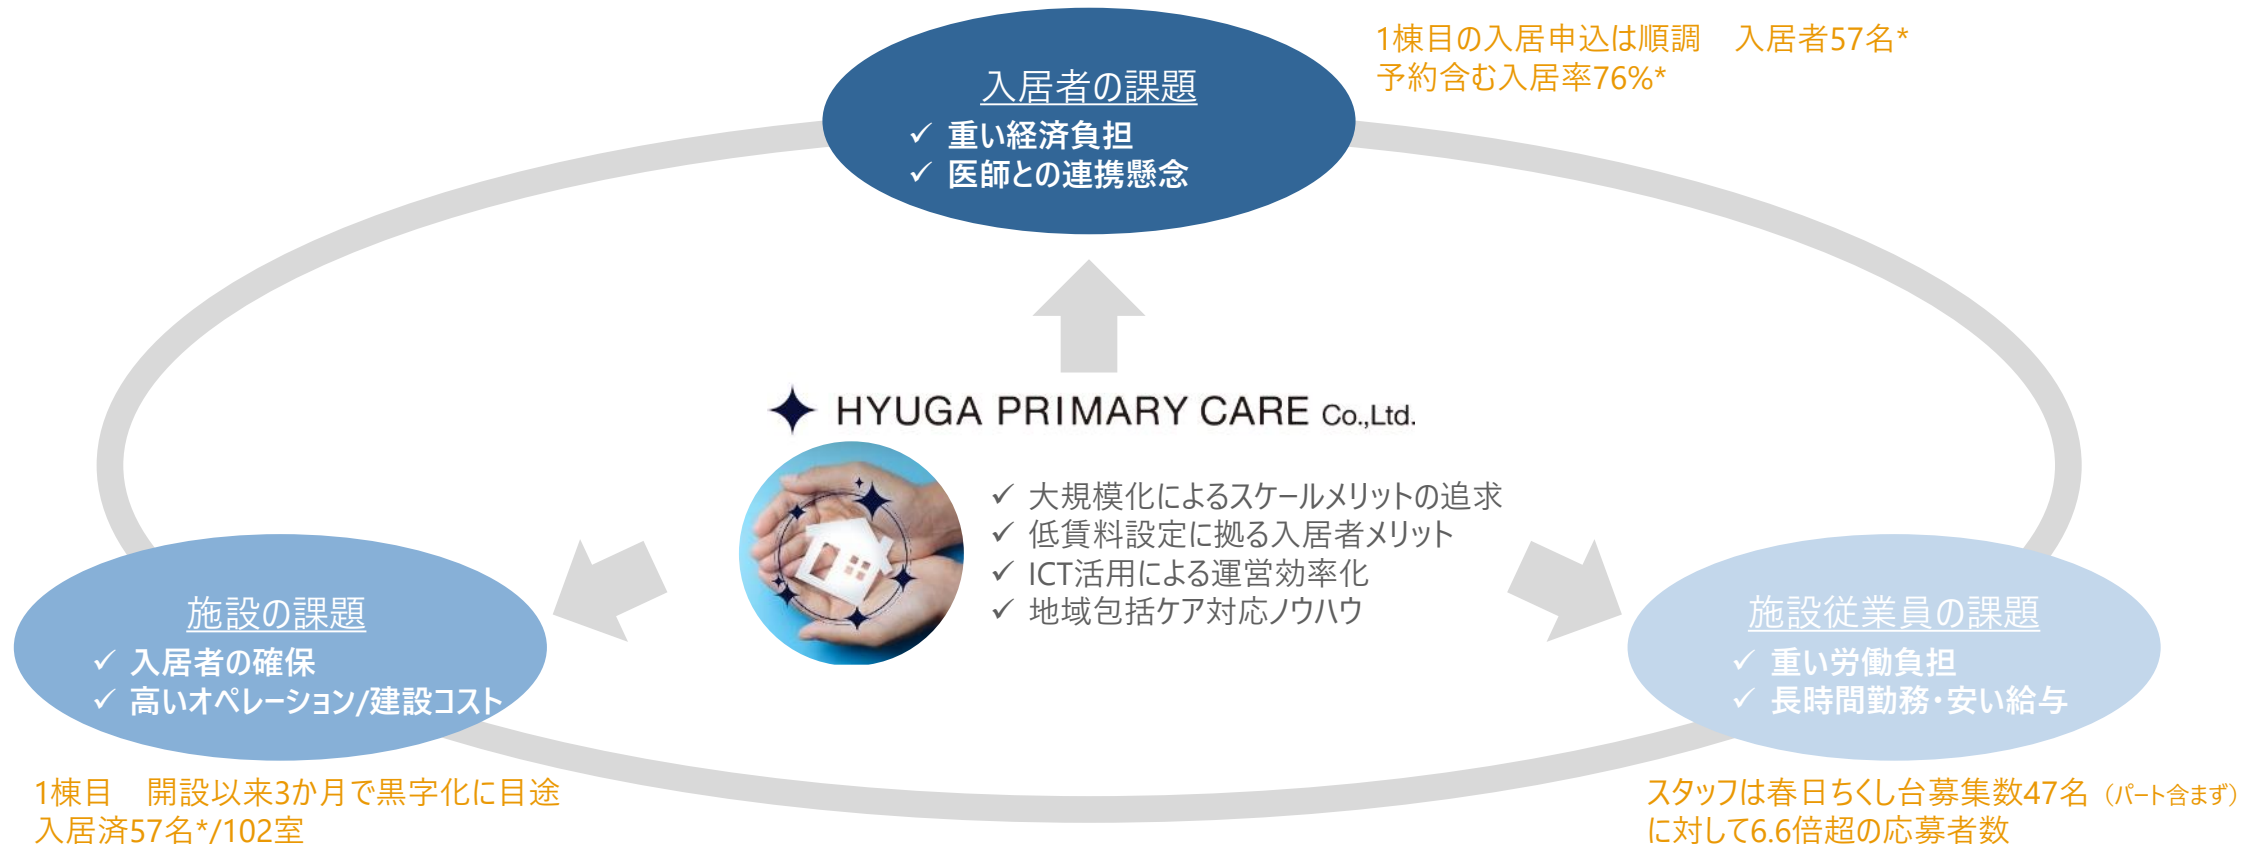 1棟目の入居申込は順調　入居者57名*
予約含む入居率76%*
入居者の課題
✓ 重い経済負担
✓ 医師との連携懸念
HYUGA PRIMARY CARE Co.,Ltd.
✓ 大規模化によるスケールメリットの追求
✓ 低賃料設定に拠る入居者メリット
✓ ICT活用による運営効率化
✓ 地域包括ケア対応ノウハウ
施設の課題
✓ 入居者の確保
✓ 高いオペレーション/建設コスト
1棟目　開設以来3か月で黒字化に目途
入居済57名*/102室
施設従業員の課題
✓ 重い労働負担
✓ 長時間勤務・安い給与
スタッフは春日ちくし台募集数47名（パート含まず）
に対して6.6倍超の応募者数